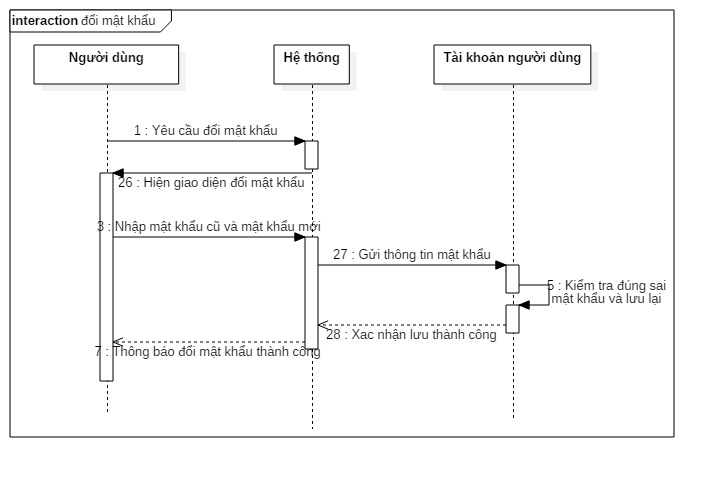 interaction đổi mật khẩu
Người dùng
Hệ thống
Tài khoản người dùng
1 : Yêu cầu đổi mật khẩu
26 : Hiện giao diện đổi mật khẩu
3 : Nhập mật khẩu cũ và mật khẩu mới
27 : Gửi thông tin mật khẩu
5 : Kiểm tra đúng sai
mật khẩu và lưu lại
28 : Xac nhận lưu thành công
7 : Thông báo đổi mật khẩu thành công